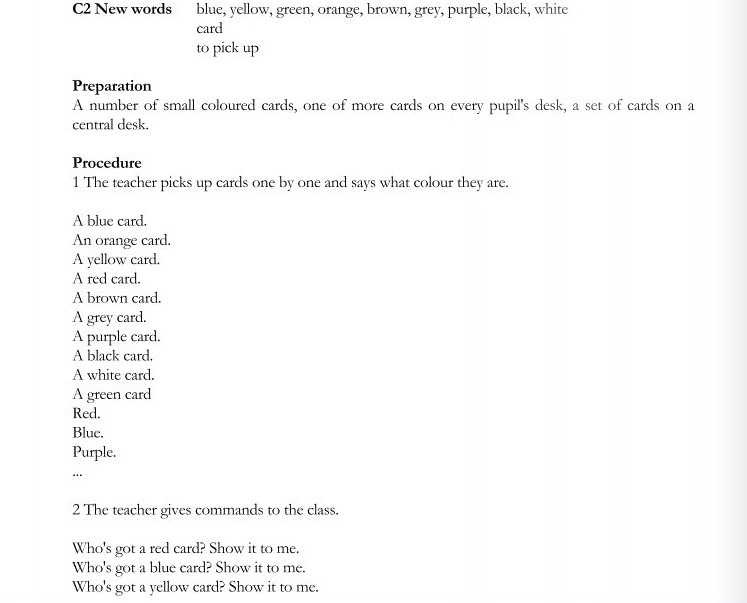 C2 New words blue, yellow, green, orange, brown, grey, purple, black, white
card
to pick up
Preparation
A number of small coloured cards, one of more cards on every pupil's desk, a set of cards on a
central desk.
Procedure
1 The teacher picks up cards one by one and says what colour they are.
A blue card.
An orange card.
A yellow card.
A red card.
A brown card.
A grey card.
A purple card.
A black card.
A white card.
A green card
Red.
Blue.
Purple.
...
2 The teacher gives commands to the class.
Who's got a red card? Show it to me.
Who's got a blue card? Show it to me.
Who's got a yellow card? Show it to me.